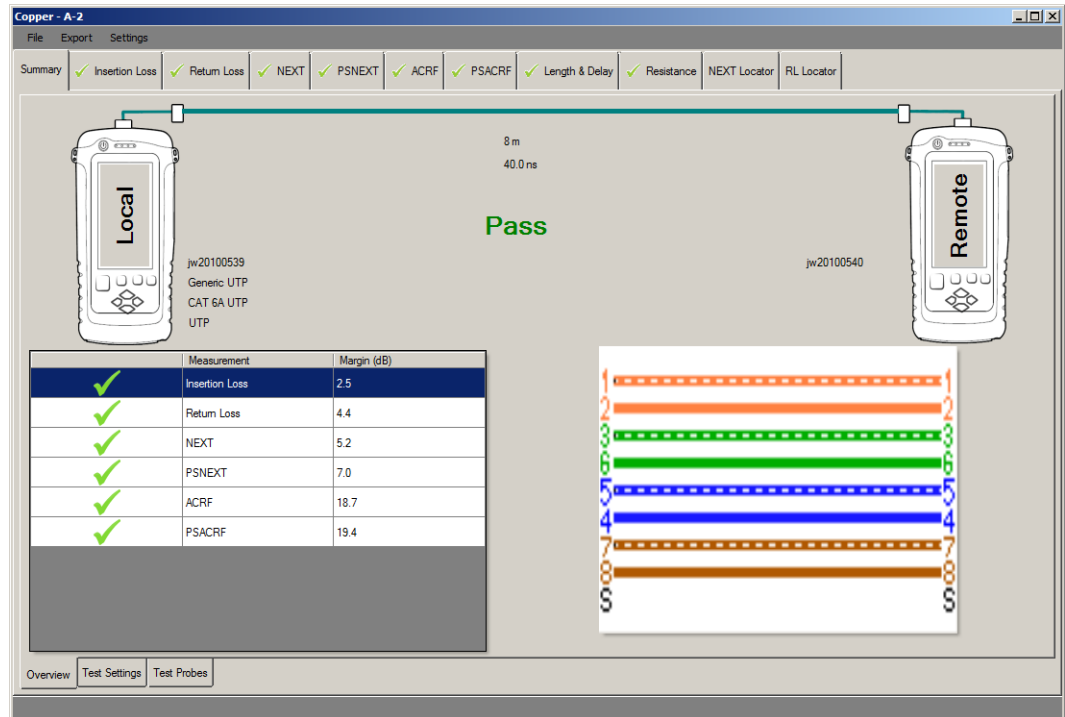 Copper - A-2
File Export Settings
Summary Insertion Loss Return Loss NEXT PSNEXT ACRF PSACRF Length & Delay Resistance NEXT Locator RL Locator
8 m
40.0 ns
Local
Remote
Pass
jw20100539
jw20100540
Generic UTP
CAT 6A UTP
UTP
Measurement Margin (dB)
Insertion Loss 2.5
Return Loss 4.4
NEXT 5.2
PSNEXT 7.0
ACRF 18.7
PSACRF 19.4
1 1
2 2
3 3
6 6
5 5
4 4
7 7
8 8
S S
Overview Test Settings Test Probes